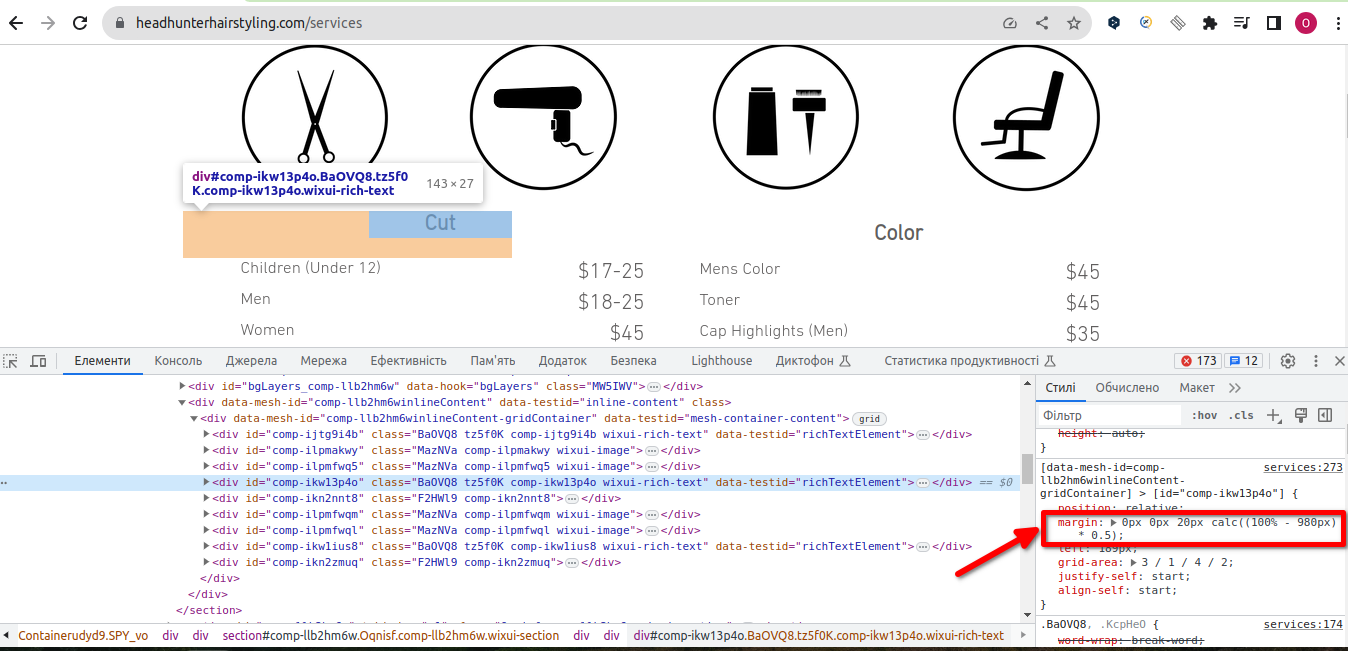 headhunterhairstyling.com/services
O
div#comp-ikw13p4o.BaOVQ8.tz5f0
K.comp-ikw13p4o.wixui-rich-text
143 × 27
Cut
Color
Children (Under 12) $17-25 Mens Color $45
Men $18-25 Toner $45
Women $45 Cap Highlights (Men) $35
Елементи Консоль Джерела Мережа Ефективність Пам'ять Додаток Безпека Lighthouse Диктофон Статистика продуктивності 173 12
<div id="bgLayers_comp-llb2hm6w" data-hook="bgLayers" class="MW5IWV">⋯</div>
<div data-mesh-id="comp-llb2hm6winlineContent" data-testid="inline-content" class>
<div data-mesh-id="comp-llb2hm6winlineContent-gridContainer" data-testid="mesh-container-content"> grid
<div id="comp-ijtg9i4b" class="BaOVQ8 tz5f0K comp-ijtg9i4b wixui-rich-text" data-testid="richTextElement">⋯</div>
<div id="comp-ilpmakwy" class="MazNVa comp-ilpmakwy wixui-image">⋯</div>
<div id="comp-ilpmfwq5" class="MazNVa comp-ilpmfwq5 wixui-image">⋯</div>
<div id="comp-ikw13p4o" class="BaOVQ8 tz5f0K comp-ikw13p4o wixui-rich-text" data-testid="richTextElement">⋯</div> == $0
<div id="comp-ikn2nnt8" class="F2HWl9 comp-ikn2nnt8">⋯</div>
<div id="comp-ilpmfwqm" class="MazNVa comp-ilpmfwqm wixui-image">⋯</div>
<div id="comp-ilpmfwql" class="MazNVa comp-ilpmfwql wixui-image">⋯</div>
<div id="comp-ikw1ius8" class="BaOVQ8 tz5f0K comp-ikw1ius8 wixui-rich-text" data-testid="richTextElement">⋯</div>
<div id="comp-ikn2zmuq" class="F2HWl9 comp-ikn2zmuq">⋯</div>
</div>
</div>
</section>
Containerudyd9.SPY_vo div div section#comp-llb2hm6w.Oqnisf.comp-llb2hm6w.wixui-section div div div#comp-ikw13p4o.BaOVQ8.tz5f0K.comp-ikw13p4o.wixui-rich-text
Стилі Обчислено Макет
Фільтр :hov .cls
height: auto;
}
[data-mesh-id=comp- services:273
llb2hm6winlineContent-
gridContainer] > [id="comp-ikw13p4o"] {
position: relative;
margin: 0px 0px 20px calc((100% - 980px)
* 0.5);
left: 189px;
grid-area: 3 / 1 / 4 / 2;
justify-self: start;
align-self: start;
}
.BaOVQ8, .KcpHeO { services:174
word-wrap: break-word;